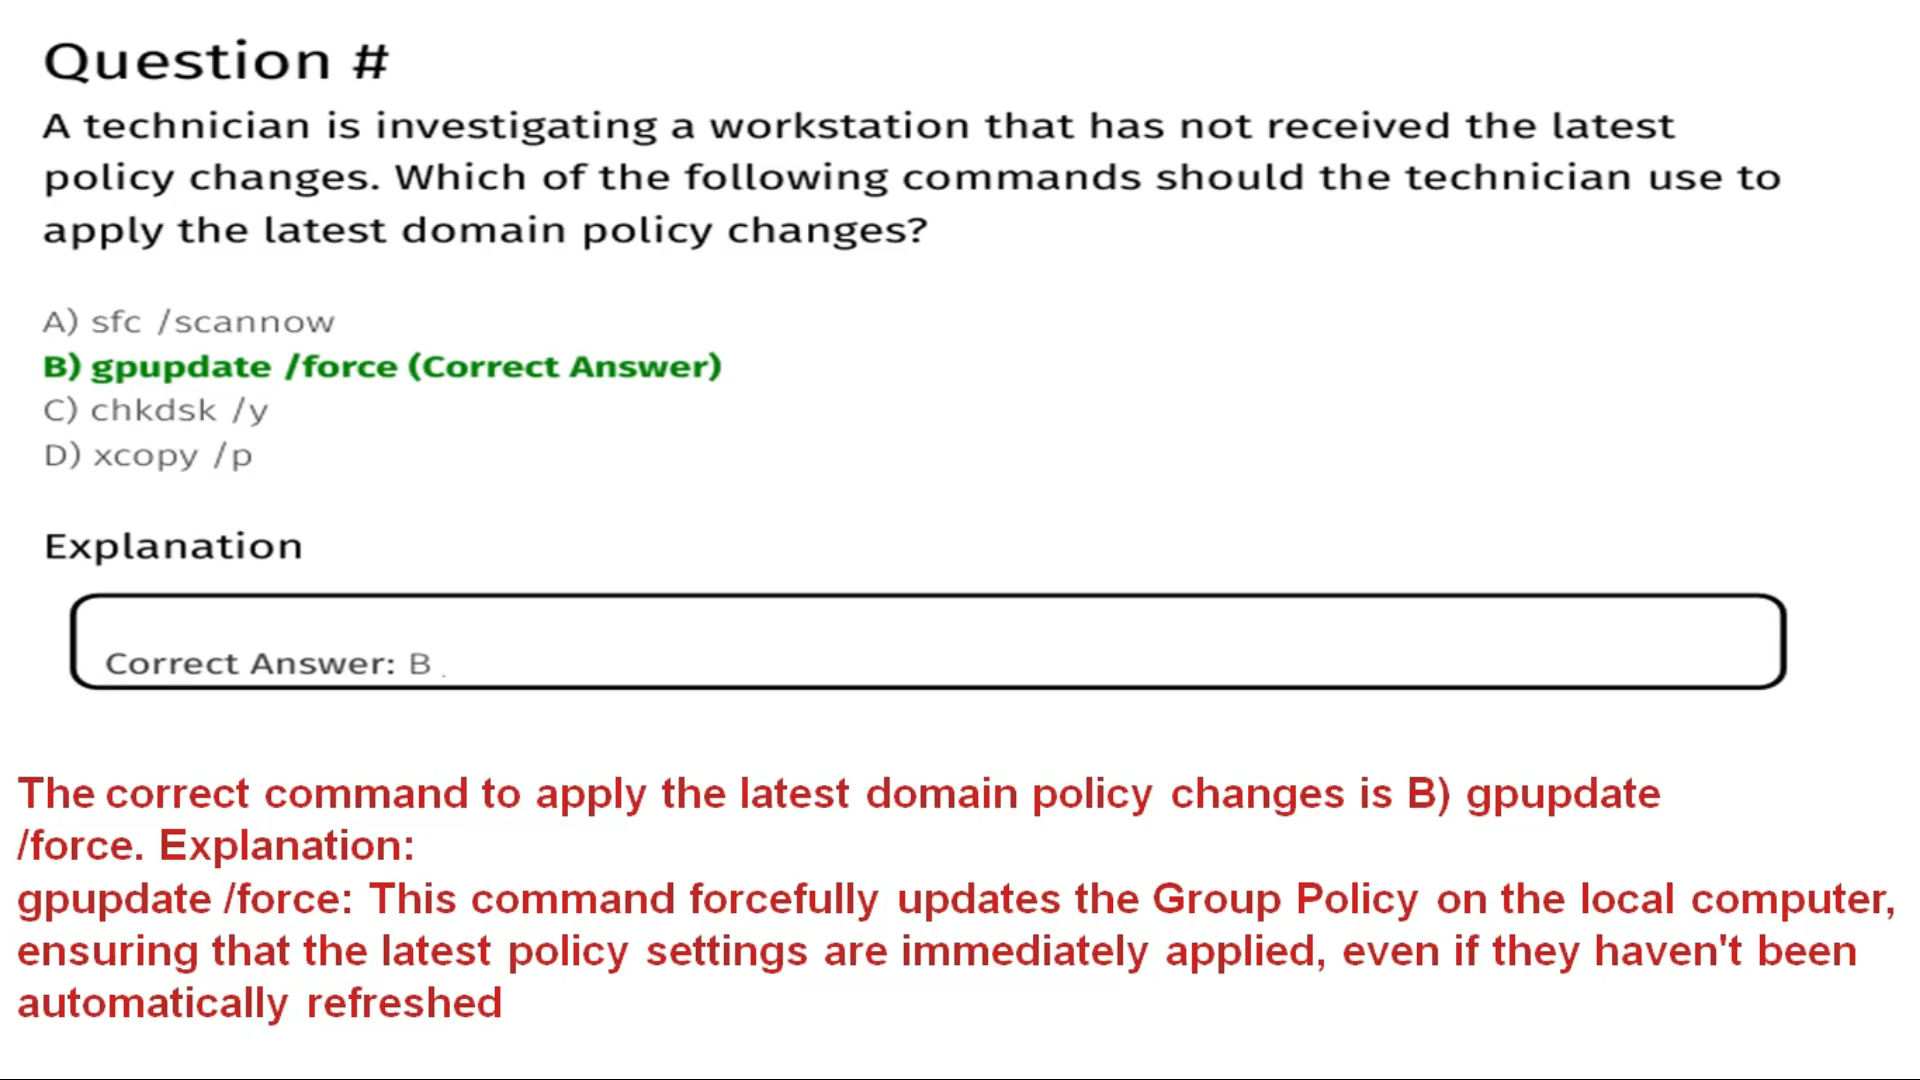 Question #
A technician is investigating a workstation that has not received the latest
policy changes. Which of the following commands should the technician use to
apply the latest domain policy changes?
A) sfc /scannow
B) gpupdate /force (Correct Answer)
C) chkdsk /y
D) xcopy /p
Explanation
Correct Answer: B .
The correct command to apply the latest domain policy changes is B) gpupdate
/force. Explanation:
gpupdate /force: This command forcefully updates the Group Policy on the local computer,
ensuring that the latest policy settings are immediately applied, even if they haven't been
automatically refreshed